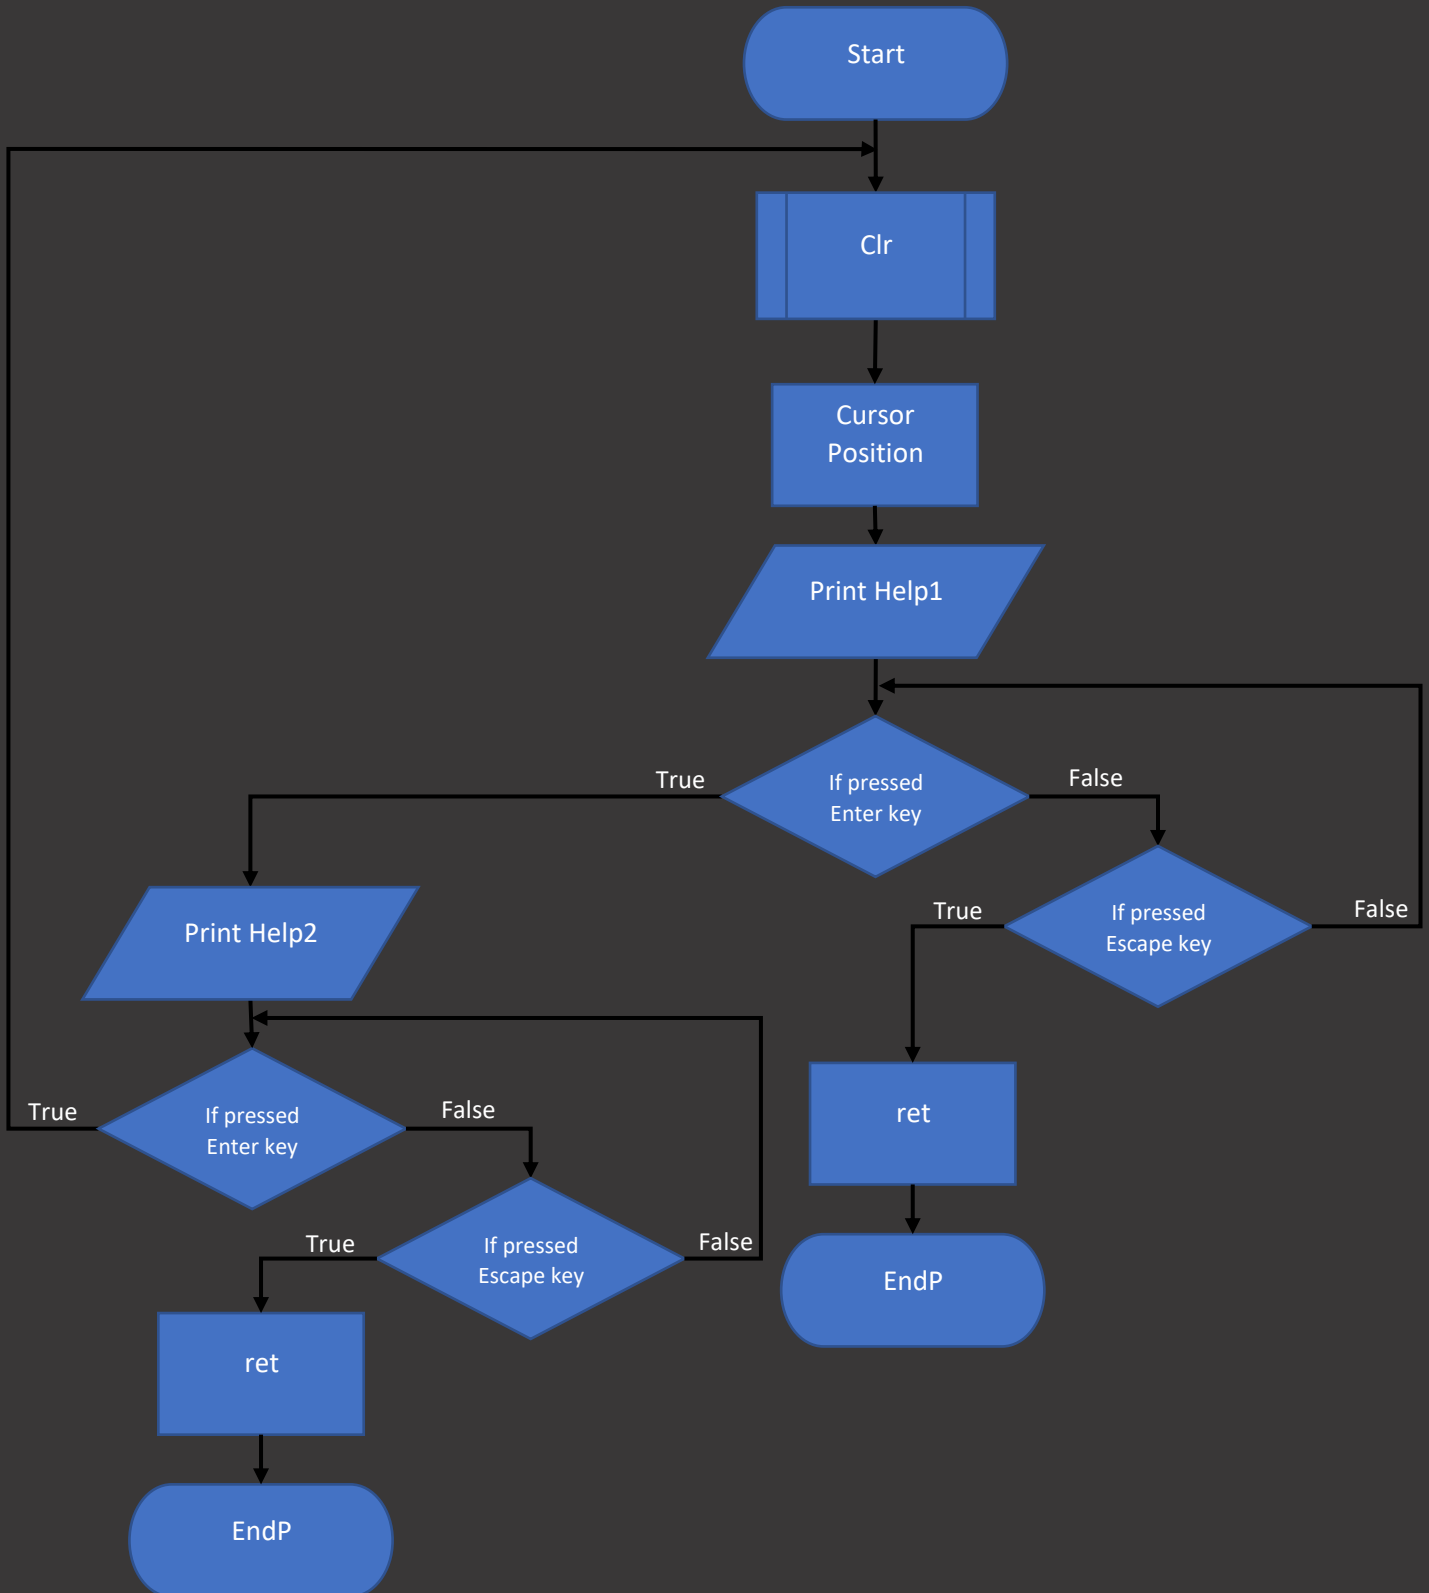 Start
Clr
Cursor
Position
Print Help1
True
If pressed
Enter key
False
Print Help2
True
If pressed
Escape key
False
True
If pressed
Enter key
False
ret
True
If pressed
Escape key
False
EndP
ret
EndP